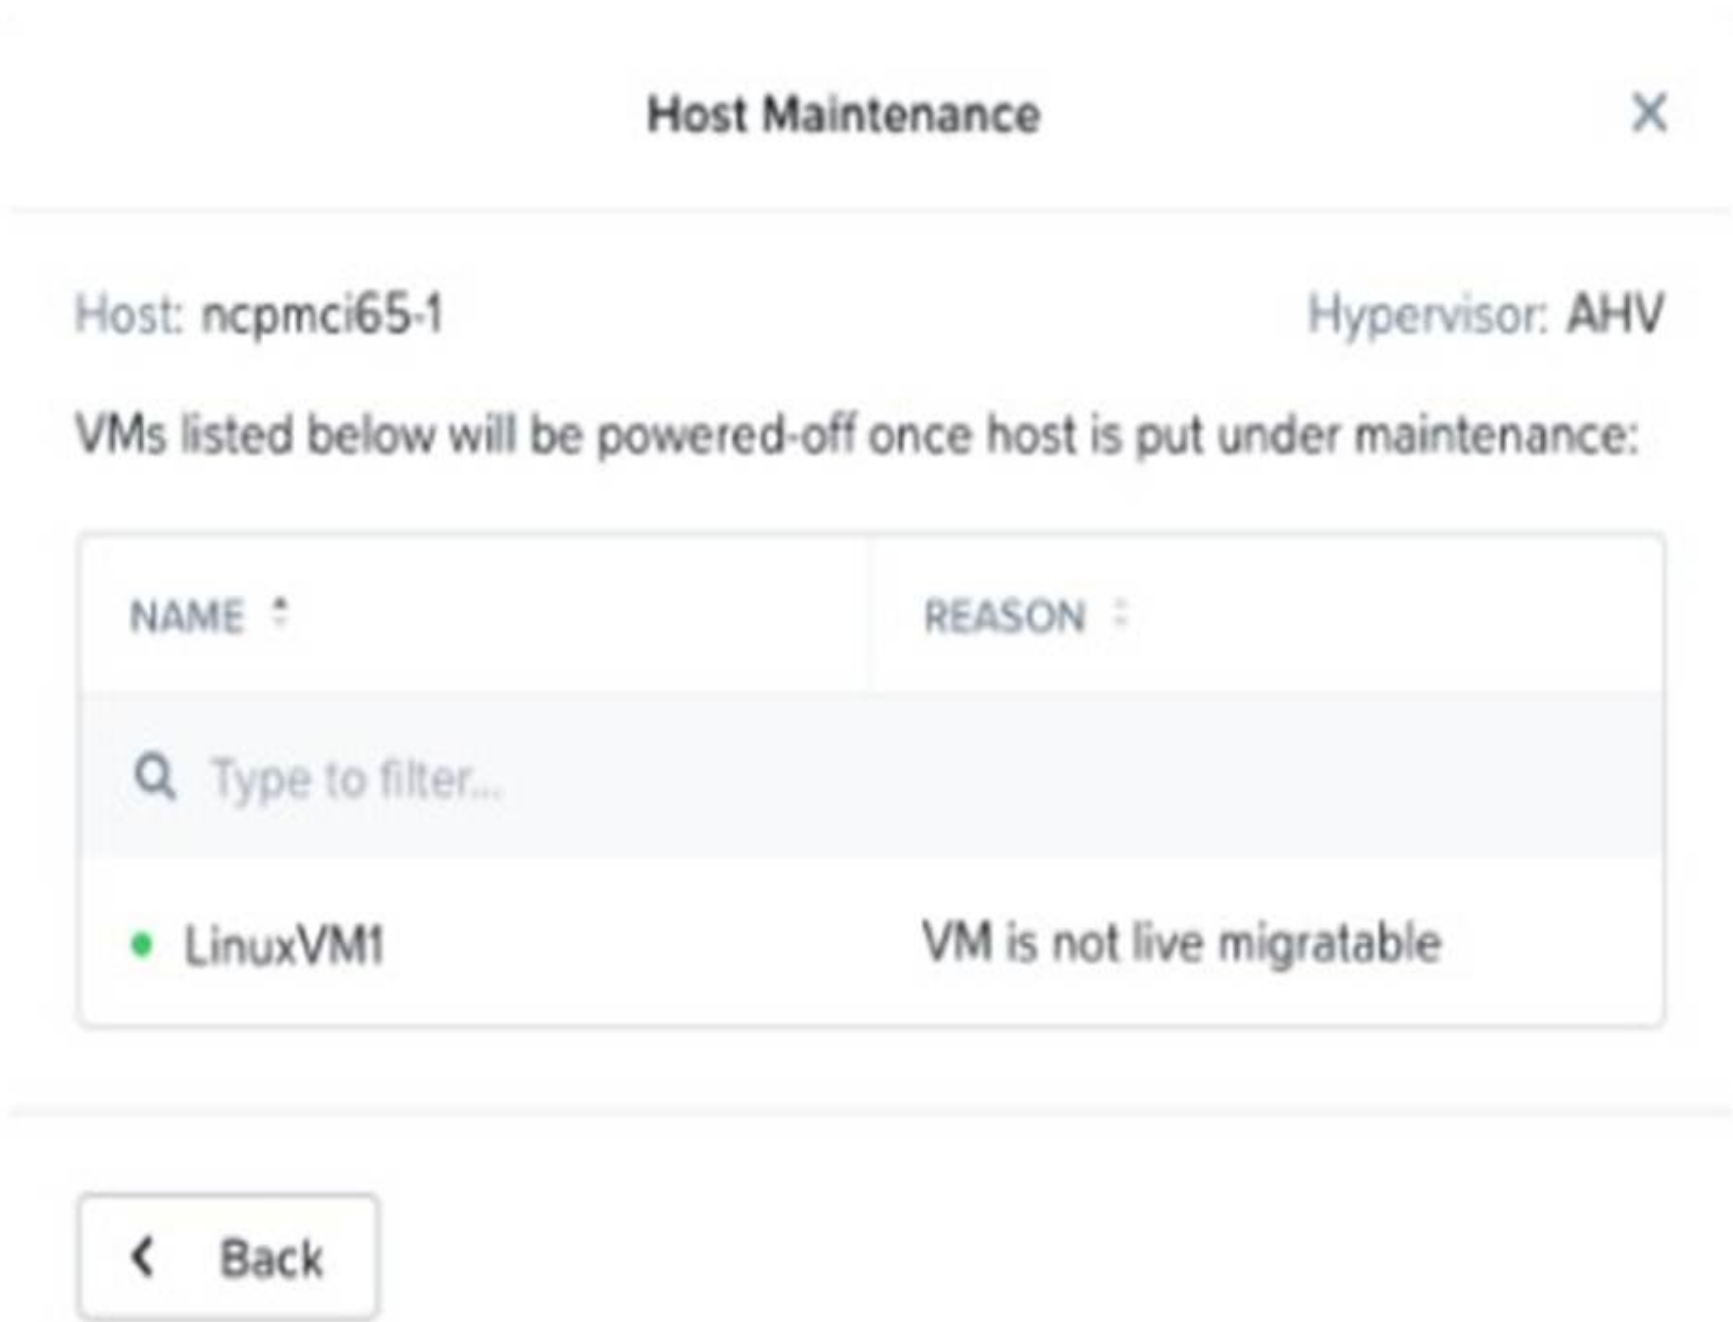 Host Maintenance
Host: ncpmci65-1 Hypervisor: AHV
VMs listed below will be powered-off once host is put under maintenance:
NAME REASON
Type to filter...
LinuxVM1 VM is not live migratable
Back